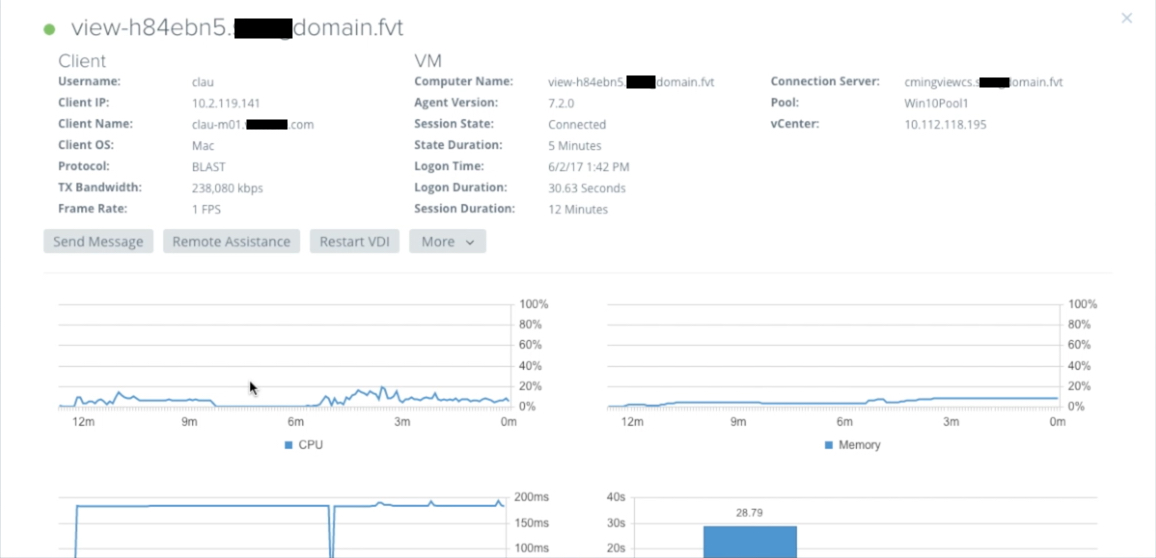 view-h84ebn5. domain.fvt
Client
Username: clau
Client IP: 10.2.119.141
Client Name: clau-m01. .com
Client OS: Mac
Protocol: BLAST
TX Bandwidth: 238,080 kbps
Frame Rate: 1 FPS
VM
Computer Name: view-h84ebn5. domain.fvt
Agent Version: 7.2.0
Session State: Connected
State Duration: 5 Minutes
Logon Time: 6/2/17 1:42 PM
Logon Duration: 30.63 Seconds
Session Duration: 12 Minutes
Connection Server: cmingviewcs.s omain.fvt
Pool: Win10Pool1
vCenter: 10.112.118.195
Send Message Remote Assistance Restart VDI More
100%
80%
60%
40%
20%
0%
12m 9m 6m 3m 0m
CPU
100%
80%
60%
40%
20%
0%
12m 9m 6m 3m 0m
Memory
200ms
150ms
100ms
40s
30s
20s
28.79